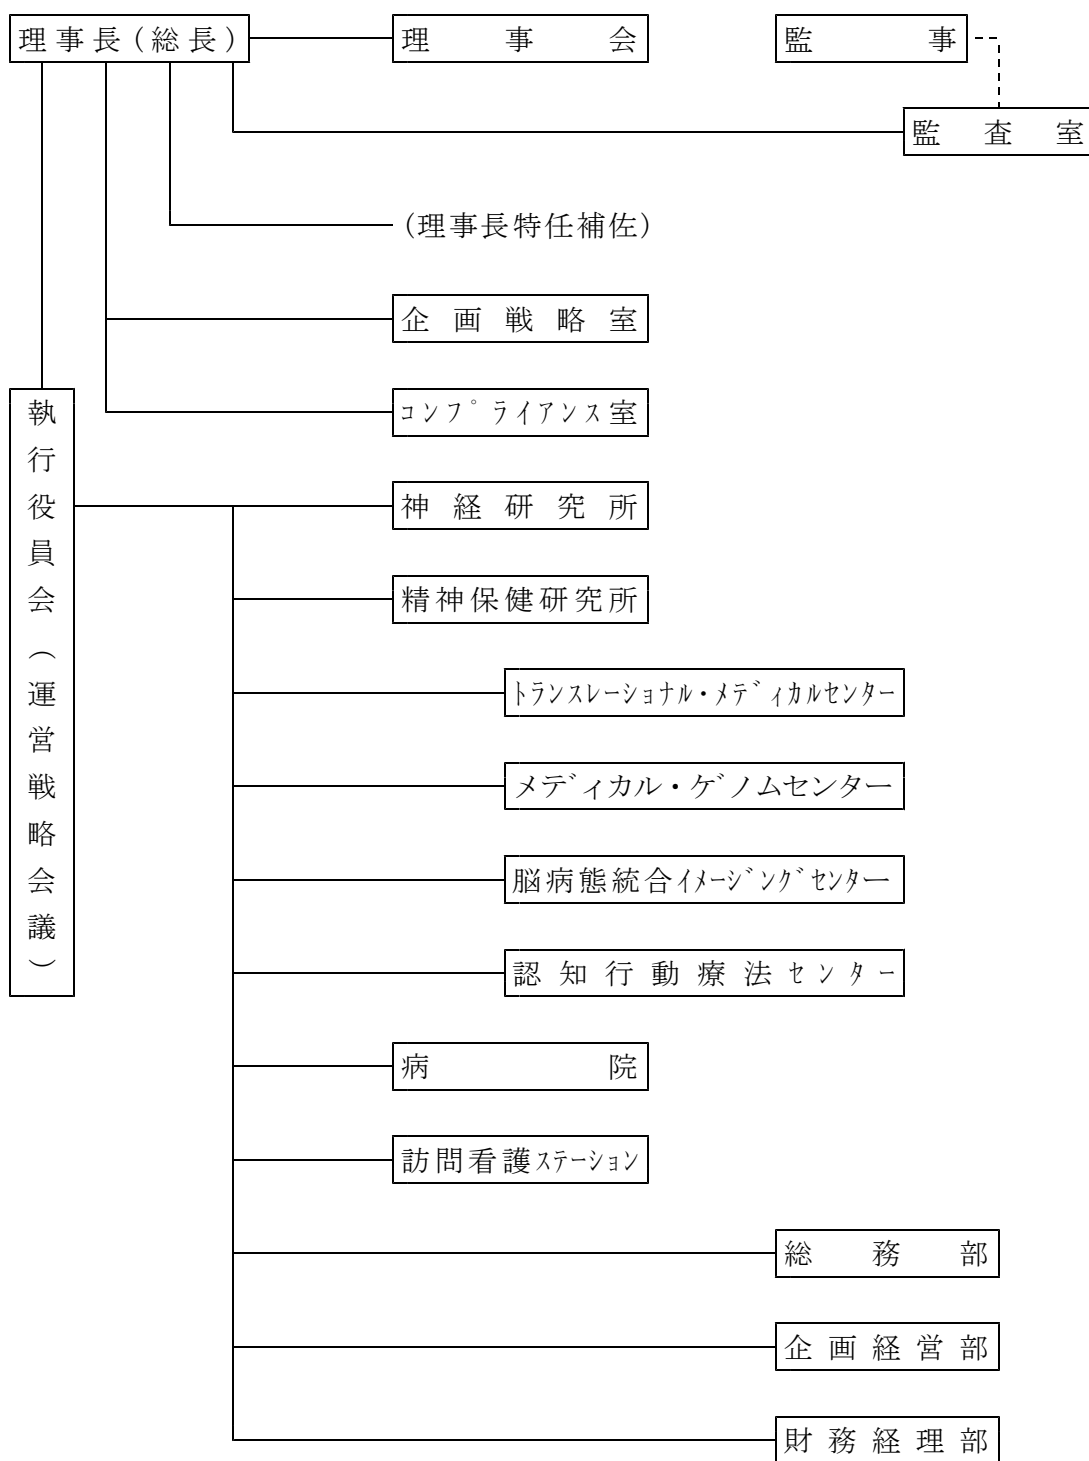 理事長(総長)
理事会
監事
監査室
(理事長特任補佐)
企画戦略室
コンプライアンス室
執行役員会(運営戦略会議)
神経研究所
精神保健研究所
トランスレーショナル・メディカルセンター
メディカル・ゲノムセンター
脳病態統合イメージングセンター
認知行動療法センター
病院
訪問看護ステーション
総務部
企画経営部
財務経理部